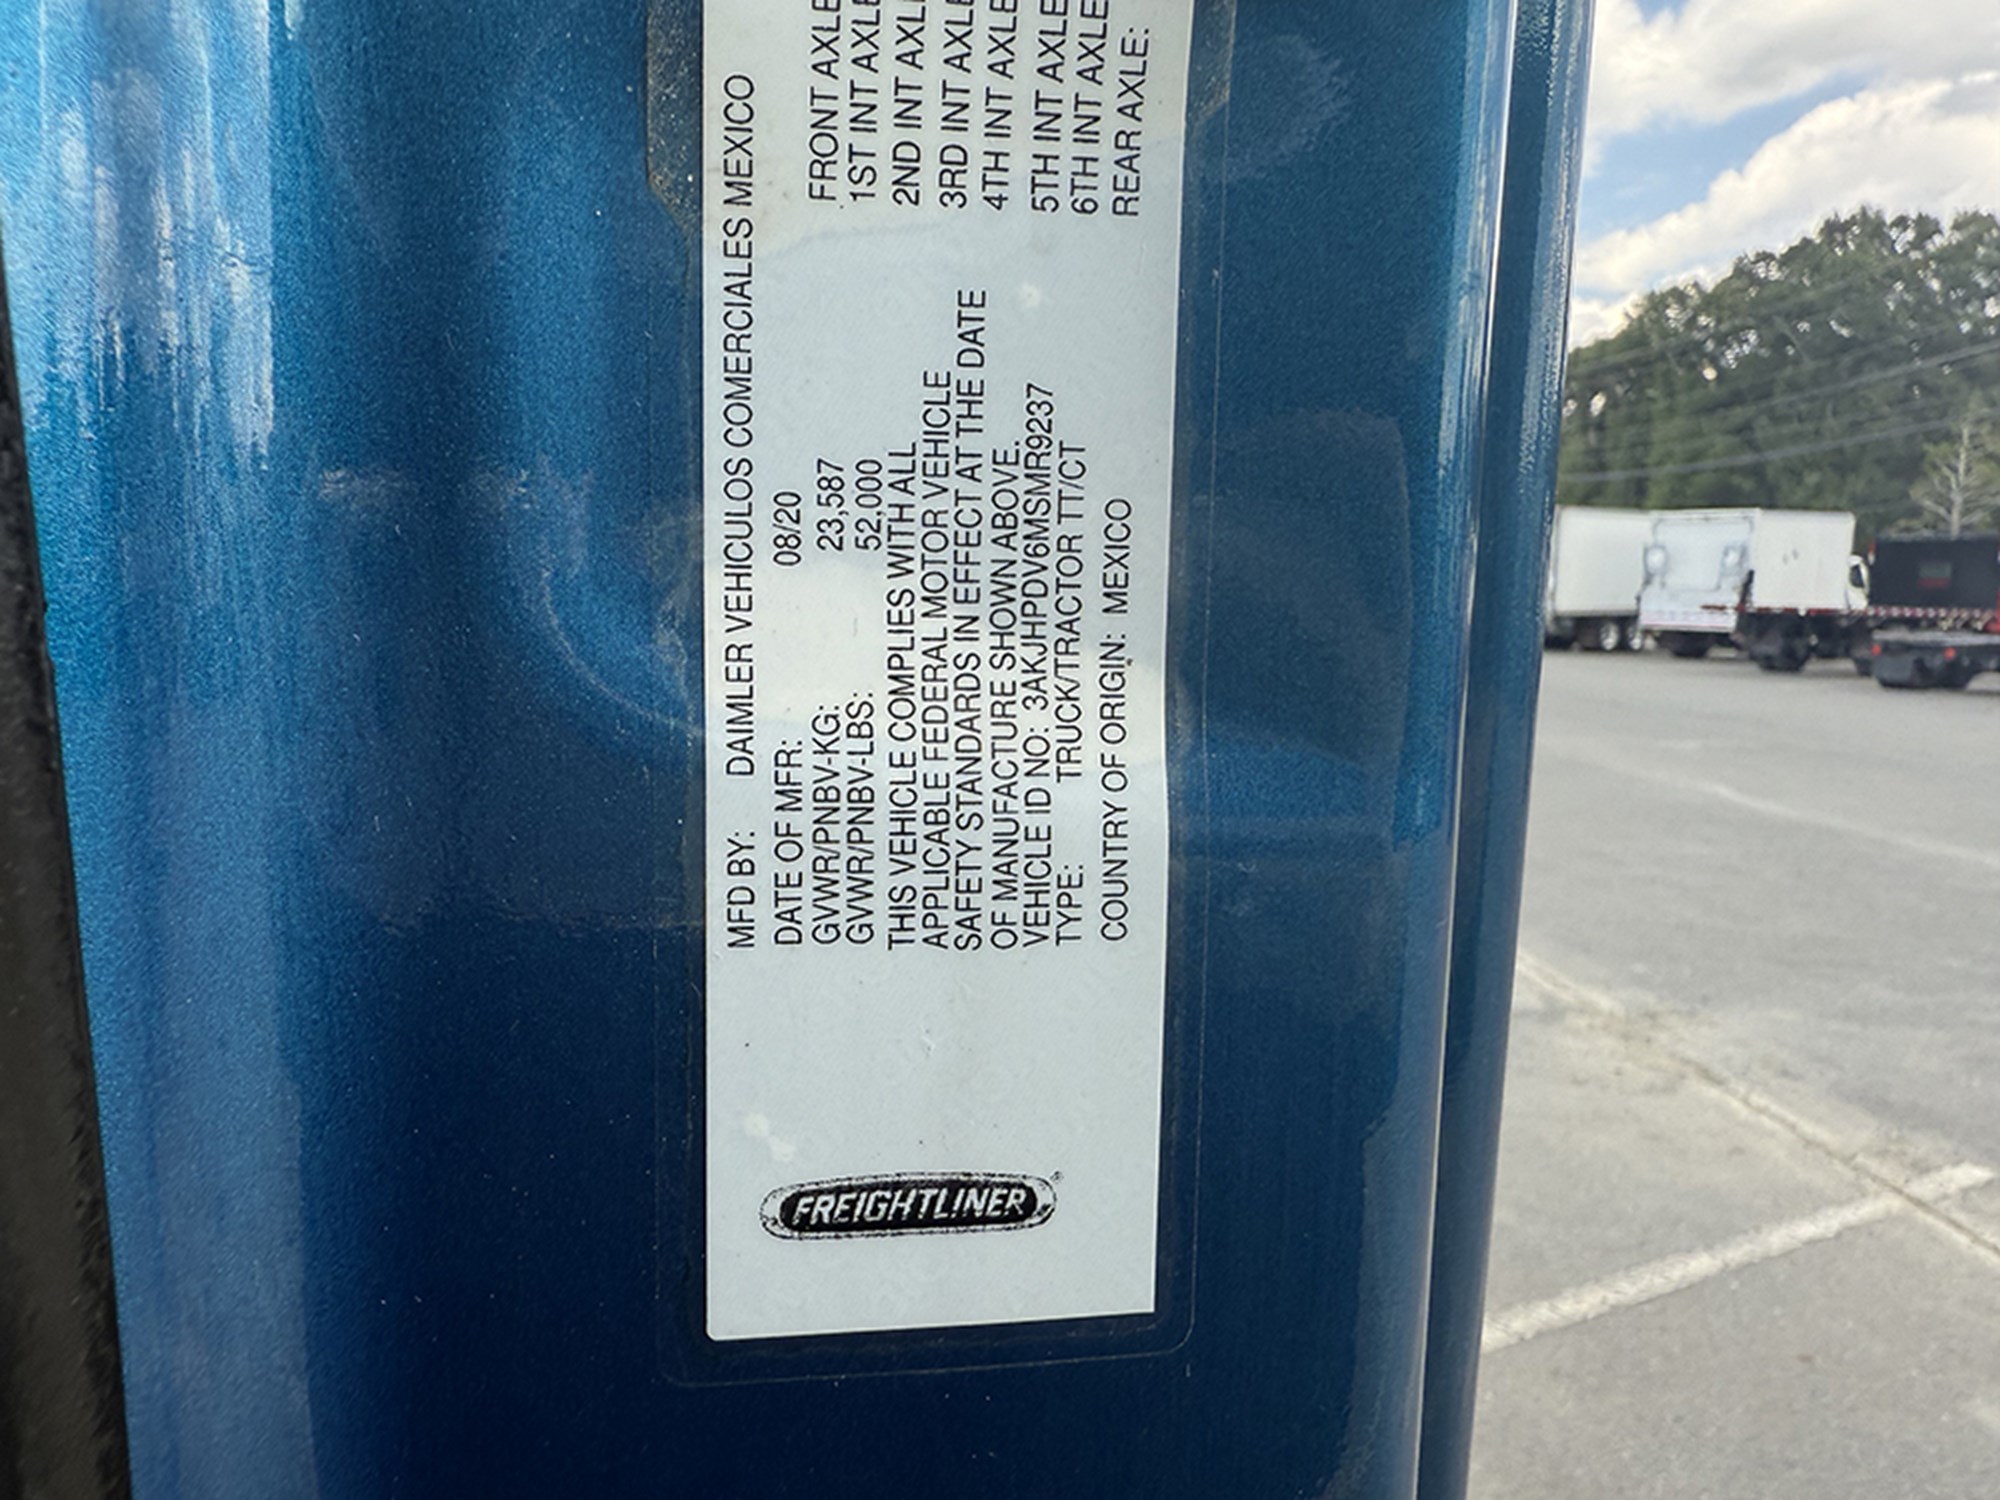 MFD BY: DAIMLER VEHICULOS COMERCIALES MEXICO
DATE OF MFR: 08/20
GVWR/PNBV-KG: 23,587
GVWR/PNBV-LBS: 52,000
THIS VEHICLE COMPLIES WITH ALL
APPLICABLE FEDERAL MOTOR VEHICLE
SAFETY STANDARDS IN EFFECT AT THE DATE
OF MANUFACTURE SHOWN ABOVE.
VEHICLE ID NO: 3AKJHPDV6MSMR9237
TYPE: TRUCK/TRACTOR TT/CT
COUNTRY OF ORIGIN: MEXICO
FRONT AXLE
1ST INT AXLE
2ND INT AXLE
3RD INT AXLE
4TH INT AXLE
5TH INT AXLE
6TH INT AXLE
REAR AXLE:
FREIGHTLINER